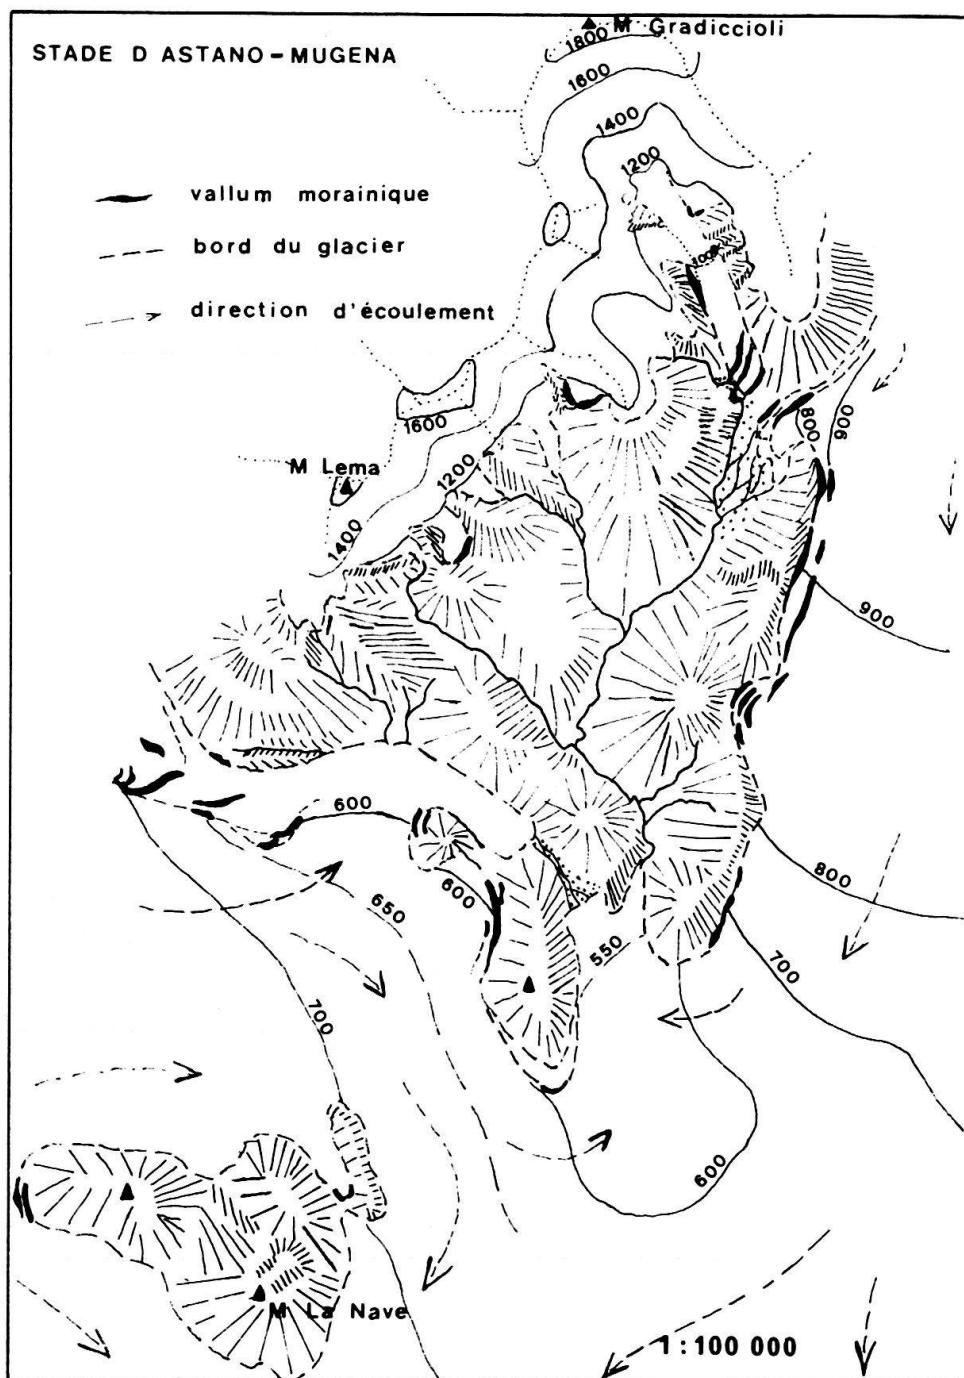 M Gradiccioli
STADE D ASTANO-MUGENA
1800
1600
1400
1200
vallum morainique
bord du glacier
direction d'écoulement
1000
800
900
1600
M Lema
1200
1400
900
600
800
650
600
550
700
700
600
M La Nave
1:100 000